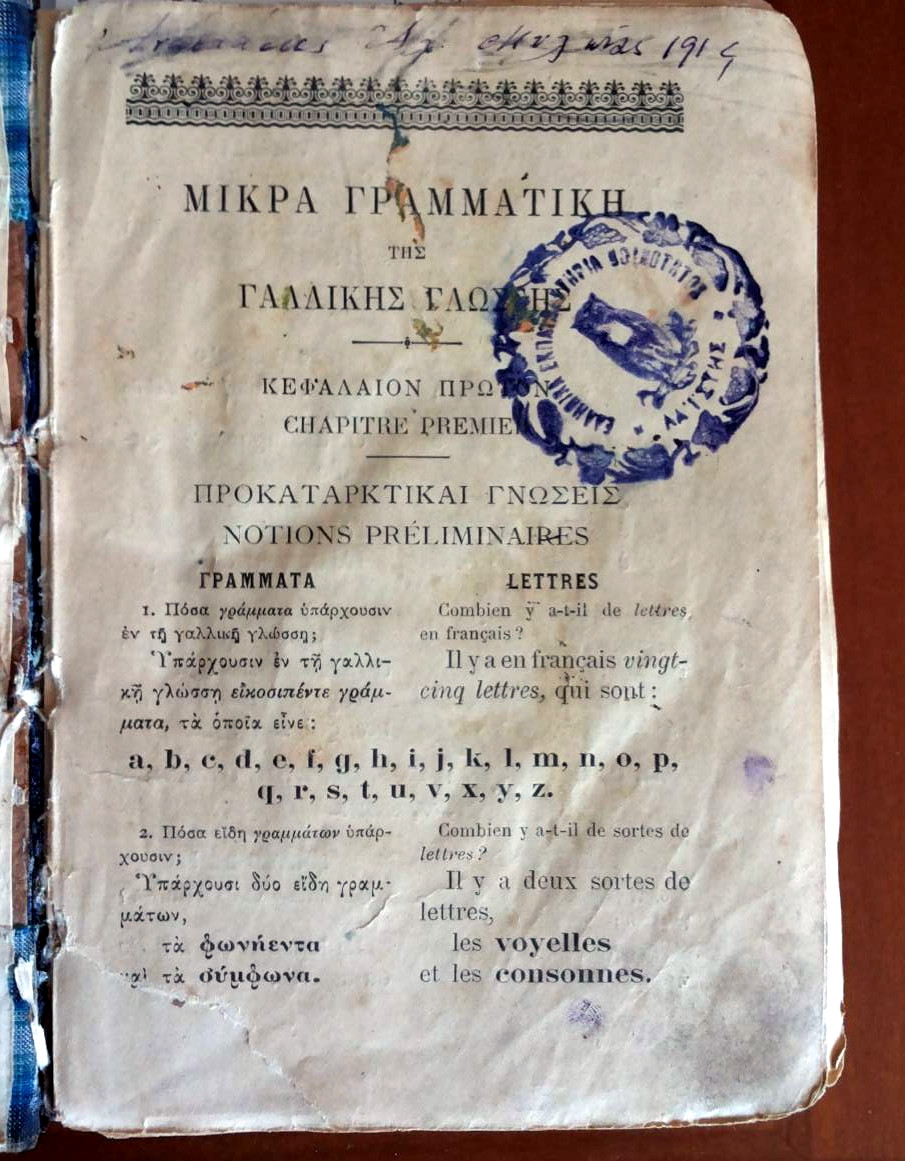 1914
ΜΙΚΡΑ ΓΡΑΜΜΑΤΙΚΗ
ΤΗΣ
ΓΑΛΛΙΚΗΣ ΓΛΩΣΣΗΣ
ΚΕΦΑΛΑΙΟΝ ΠΡΩΤΟΝ
CHAPITRE PREMIER
ΠΡΟΚΑΤΑΡΚΤΙΚΑΙ ΓΝΩΣΕΙΣ
NOTIONS PRÉLIMINAIRES
ΓΡΑΜΜΑΤΑ
1. Πόσα γράμματα ὑπάρχουσιν
ἐν τῇ γαλλικῇ γλώσσῃ;
Ὑπάρχουσιν ἐν τῇ γαλλι-
κῇ γλώσσῃ εἰκοσιπέντε γράμ-
ματα, τὰ ὁποῖα εἶνε:
LETTRES
Combien y a-t-il de lettres
en français ?
Il y a en français vingt-
cinq lettres, qui sont :
a, b, c, d, e, f, g, h, i, j, k, l, m, n, o, p,
q, r, s, t, u, v, x, y, z.
2. Πόσα εἴδη γραμμάτων ὑπάρ-
χουσιν;
Ὑπάρχουσι δύο εἴδη γραμ-
μάτων,
τὰ φωνήεντα
καὶ τὰ σύμφωνα.
Combien y a-t-il de sortes de
lettres ?
Il y a deux sortes de
lettres,
les voyelles
et les consonnes.